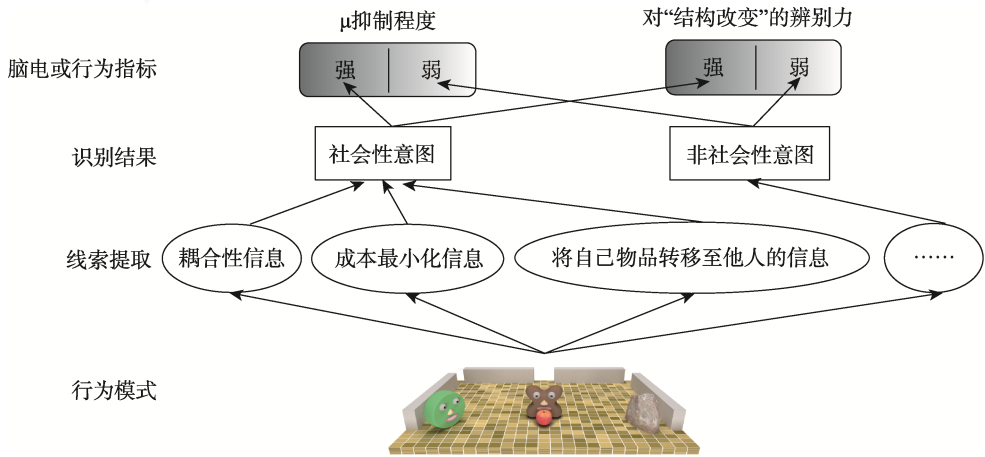 μ抑制程度
对“结构改变”的辨别力
脑电或行为指标
强
弱
强
弱
识别结果
社会性意图
非社会性意图
线索提取
耦合性信息
成本最小化信息
将自己物品转移至他人的信息
……
行为模式